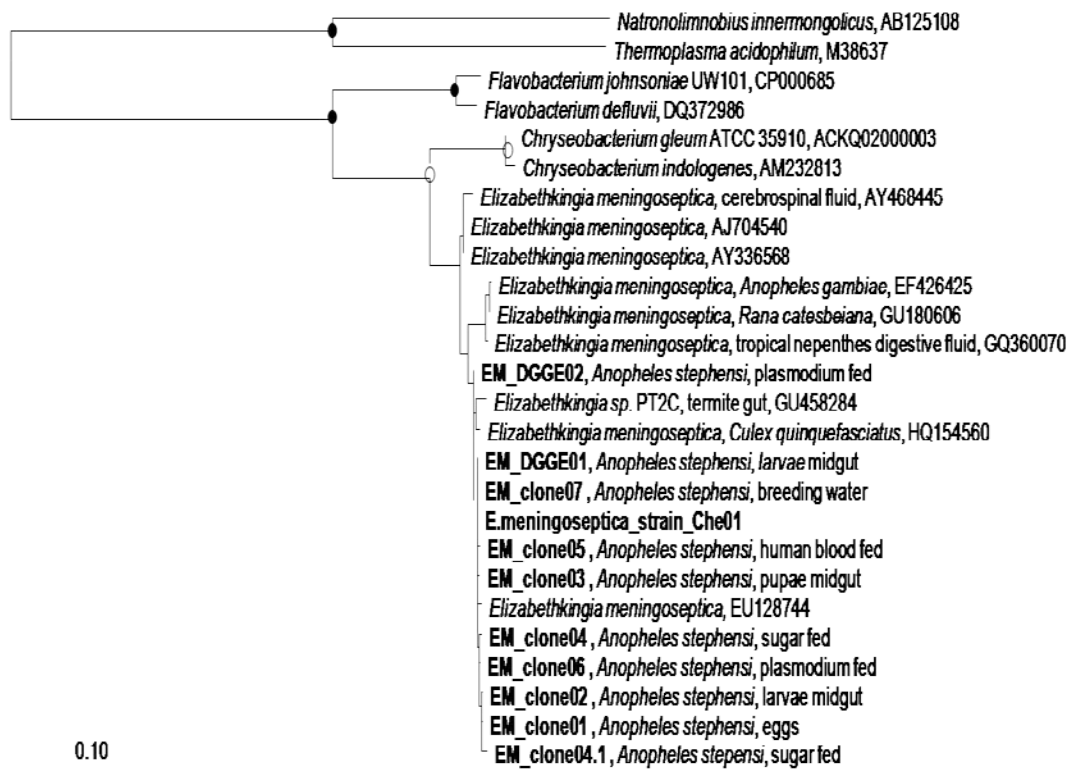 Natronolimnobius innermongolicus, AB125108
Thermoplasma acidophilum, M38637
Flavobacterium johnsoniae UW101, CP000685
Flavobacterium defluvii, DQ372986
Chryseobacterium gleum ATCC 35910, ACKQ02000003
Chryseobacterium indologenes, AM232813
Elizabethkingia meningoseptica, cerebrospinal fluid, AY468445
Elizabethkingia meningoseptica, AJ704540
Elizabethkingia meningoseptica, AY336568
Elizabethkingia meningoseptica, Anopheles gambiae, EF426425
Elizabethkingia meningoseptica, Rana catesbeiana, GU180606
Elizabethkingia meningoseptica, tropical nepenthes digestive fluid, GQ360070
EM_DGGE02, Anopheles stephensi, plasmodium fed
Elizabethkingia sp. PT2C, termite gut, GU458284
Elizabethkingia meningoseptica, Culex quinquefasciatus, HQ154560
EM_DGGE01, Anopheles stephensi, larvae midgut
EM_clone07, Anopheles stephensi, breeding water
E.meningoseptica_strain_Che01
EM_clone05, Anopheles stephensi, human blood fed
EM_clone03, Anopheles stephensi, pupae midgut
Elizabethkingia meningoseptica, EU128744
EM_clone04, Anopheles stephensi, sugar fed
EM_clone06, Anopheles stephensi, plasmodium fed
EM_clone02, Anopheles stephensi, larvae midgut
EM_clone01, Anopheles stephensi, eggs
EM_clone04.1, Anopheles stepensi, sugar fed
0.10